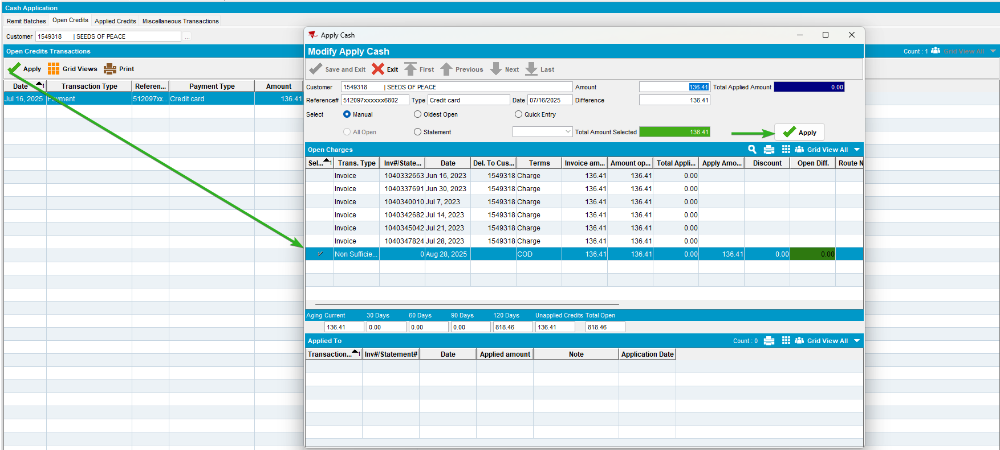 Cash Application
Remit Batches Open Credits Applied Credits Miscellaneous Transactions
Customer 1549318 | SEEDS OF PEACE ...
Open Credits Transactions Count : 1 Grid View All
Apply Grid Views Print
Date 1 Transaction Type Referen... Payment Type Amount
Jul 16, 2025 Payment 512097xx... Credit card 136.41
Apply Cash
Modify Apply Cash
Save and Exit Exit First Previous Next Last
Customer 1549318 | SEEDS OF PEACE Amount 136.41 Total Applied Amount 0.00
Reference# 512097xxxxxx6802 Type Credit card Date 07/16/2025 Difference 136.41
Select Manual Oldest Open Quick Entry
All Open Statement Total Amount Selected 136.41 Apply
Open Charges Grid View All
Sel... 1 Trans. Type Inv#/State... Date Del. To Cus... Terms Invoice am... Amount op... Total Appli... Apply Amo... Discount Open Diff. Route N
Invoice 1040332663 Jun 16, 2023 1549318 Charge 136.41 136.41 0.00
Invoice 1040337691 Jun 30, 2023 1549318 Charge 136.41 136.41 0.00
Invoice 1040340010 Jul 7, 2023 1549318 Charge 136.41 136.41 0.00
Invoice 1040342682 Jul 14, 2023 1549318 Charge 136.41 136.41 0.00
Invoice 1040345042 Jul 21, 2023 1549318 Charge 136.41 136.41 0.00
Invoice 1040347824 Jul 28, 2023 1549318 Charge 136.41 136.41 0.00
Non Sufficie... 0 Aug 28, 2025 COD 136.41 136.41 0.00 136.41 0.00 0.00
Aging Current 30 Days 60 Days 90 Days 120 Days Unapplied Credits Total Open
136.41 0.00 0.00 0.00 818.46 136.41 818.46
Applied To Count : 0 Grid View All
Transaction... 1 Inv#/Statement# Date Applied amount Note Application Date